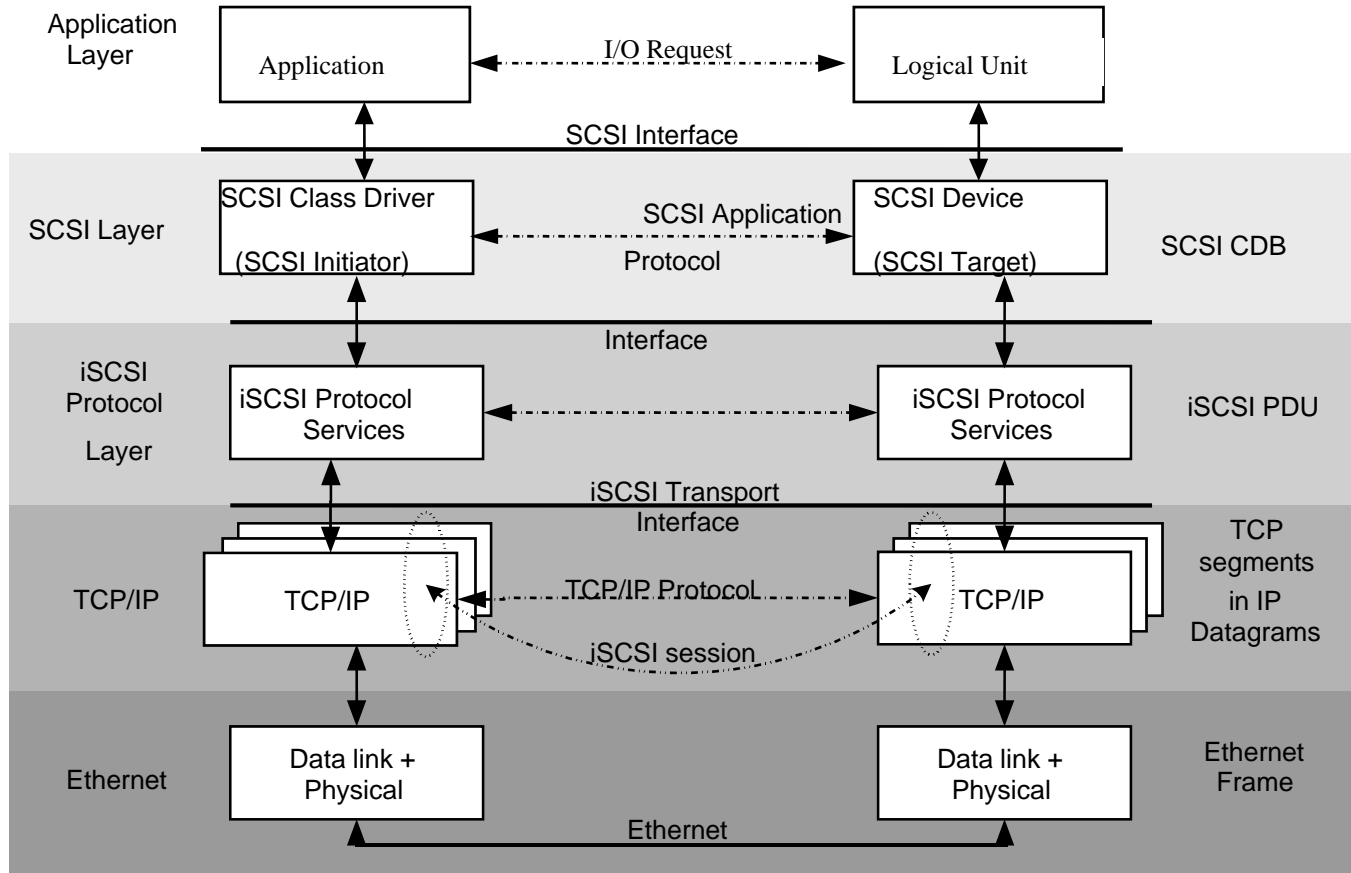 Application
Layer
Application
I/O Request
Logical Unit
SCSI Interface
SCSI Layer
SCSI Class Driver
(SCSI Initiator)
SCSI Application
Protocol
SCSI Device
(SCSI Target)
SCSI CDB
Interface
iSCSI
Protocol
Layer
iSCSI Protocol
Services
iSCSI Protocol
Services
iSCSI PDU
iSCSI Transport
Interface
TCP/IP
TCP/IP
TCP/IP Protocol
iSCSI session
TCP/IP
TCP
segments
in IP
Datagrams
Ethernet
Data link +
Physical
Ethernet
Data link +
Physical
Ethernet
Frame